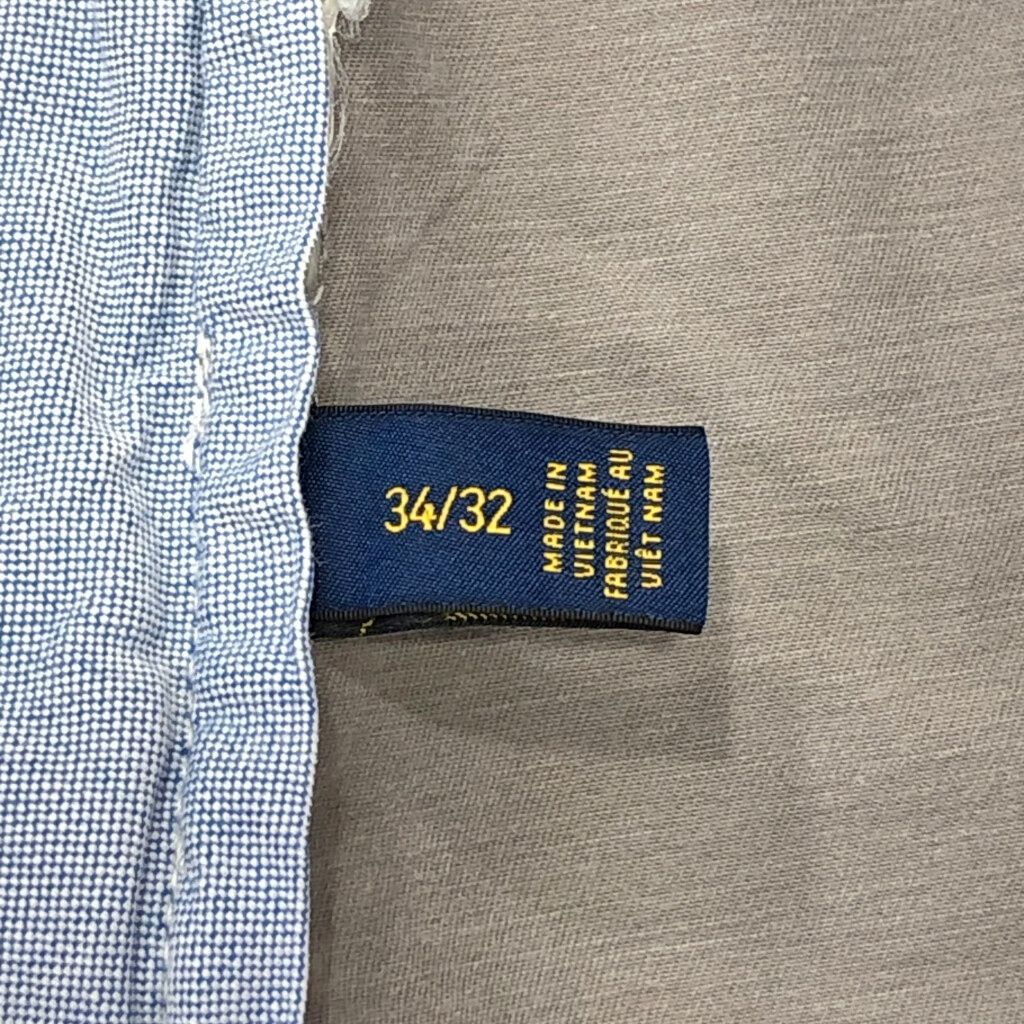 34/32
MADE IN
VIETNAM
FABRIQUÉ AU
VIÊT NAM